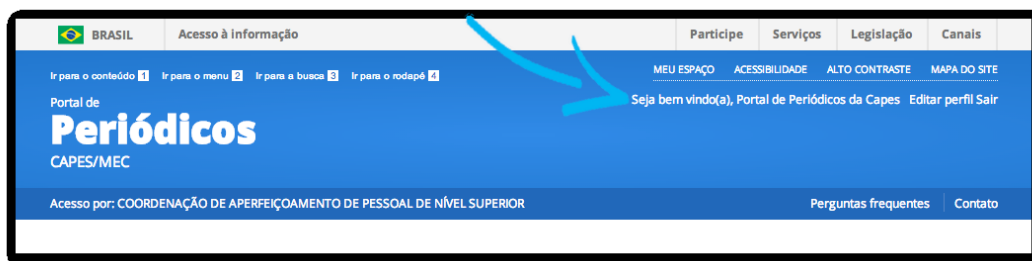 BRASIL Acesso à informação Participe Serviços Legislação Canais
Ir para o conteúdo 1 Ir para o menu 2 Ir para a busca 3 Ir para o rodapé 4 MEU ESPAÇO ACESSIBILIDADE ALTO CONTRASTE MAPA DO SITE
Portal de Seja bem vindo(a), Portal de Periódicos da Capes Editar perfil Sair
Periódicos
CAPES/MEC
Acesso por: COORDENAÇÃO DE APERFEIÇOAMENTO DE PESSOAL DE NÍVEL SUPERIOR Perguntas frequentes Contato